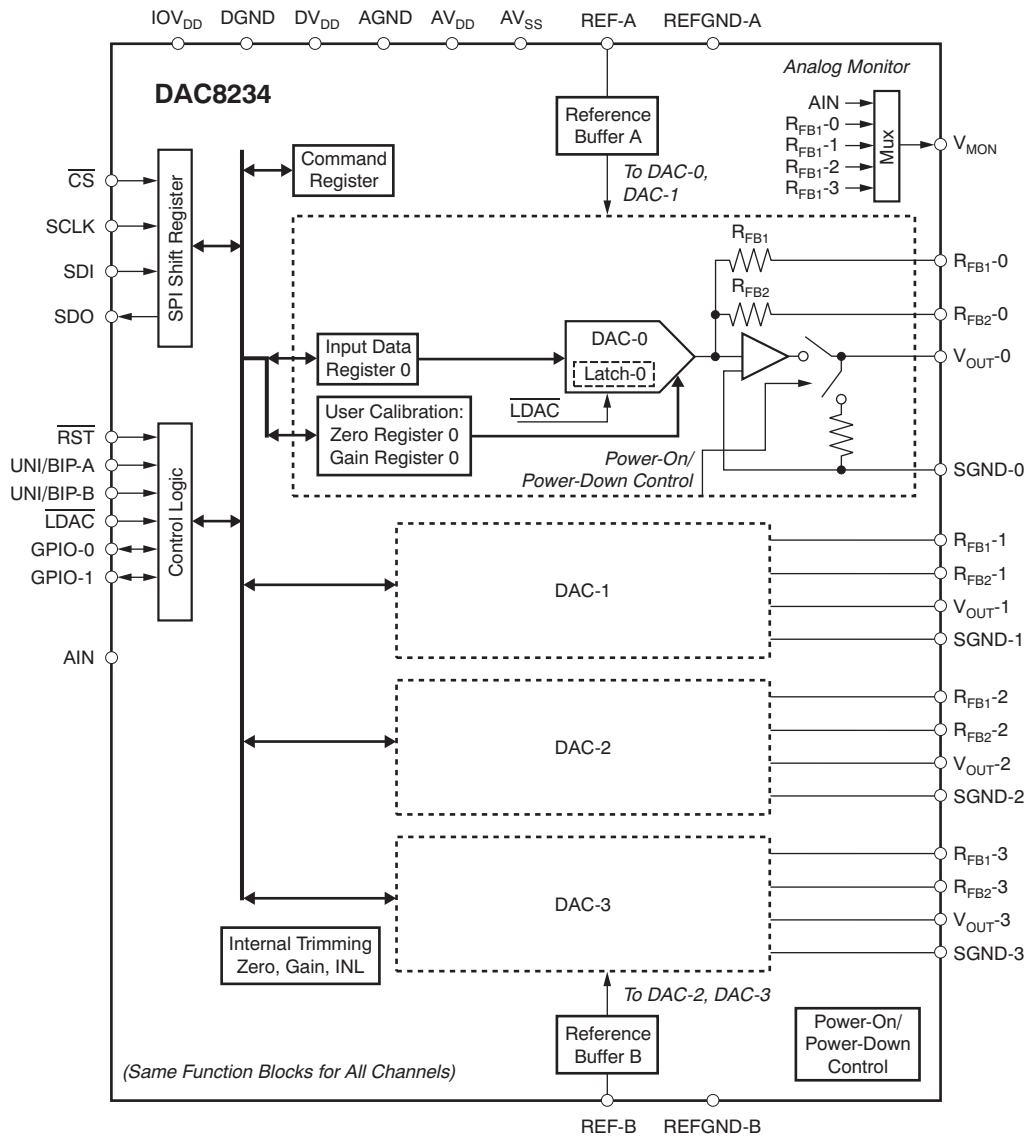 IOVDD DGND DVDD AGND AVDD AVSS REF-A REFGND-A
DAC8234
Analog Monitor
Reference
Buffer A
AIN
RFB1-0
RFB1-1
RFB1-2
RFB1-3
Mux
VMON
To DAC-0,
DAC-1
Command
Register
CS
SCLK
SDI
SDO
SPI Shift Register
RFB1
RFB2
RFB1-0
RFB2-0
VOUT-0
SGND-0
DAC-0
Latch-0
Input Data
Register 0
LDAC
User Calibration:
Zero Register 0
Gain Register 0
Power-On/
Power-Down Control
RST
UNI/BIP-A
UNI/BIP-B
LDAC
GPIO-0
GPIO-1
Control Logic
AIN
DAC-1
RFB1-1
RFB2-1
VOUT-1
SGND-1
DAC-2
RFB1-2
RFB2-2
VOUT-2
SGND-2
DAC-3
RFB1-3
RFB2-3
VOUT-3
SGND-3
Internal Trimming
Zero, Gain, INL
To DAC-2, DAC-3
Reference
Buffer B
Power-On/
Power-Down
Control
(Same Function Blocks for All Channels)
REF-B REFGND-B